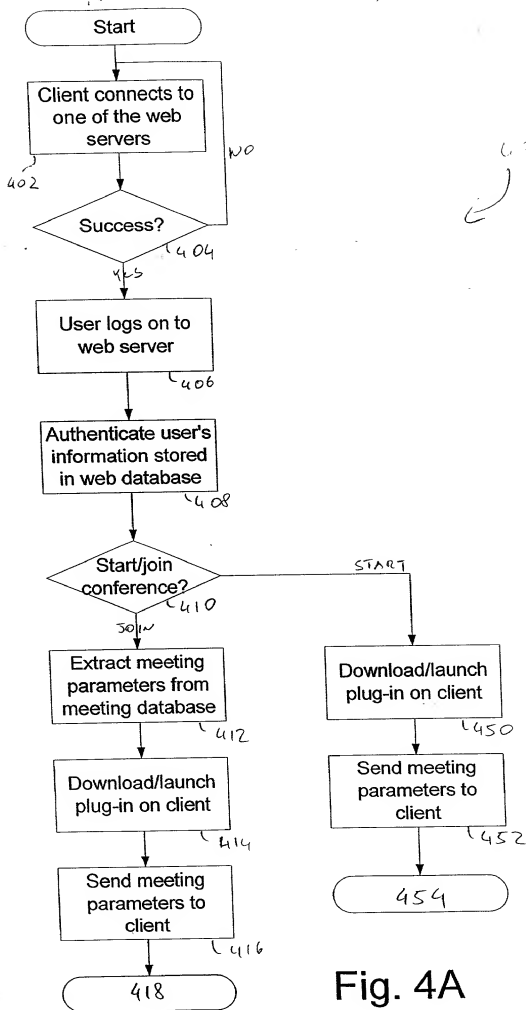 Start
Client connects to
one of the web
servers
402
NO
Success?
404
YES
User logs on to
web server
406
Authenticate user's
information stored
in web database
408
Start/join
conference?
410
START
JOIN
Extract meeting
parameters from
meeting database
412
Download/launch
plug-in on client
414
Send meeting
parameters to
client
416
418
Download/launch
plug-in on client
450
Send meeting
parameters to
client
452
454
Fig. 4A